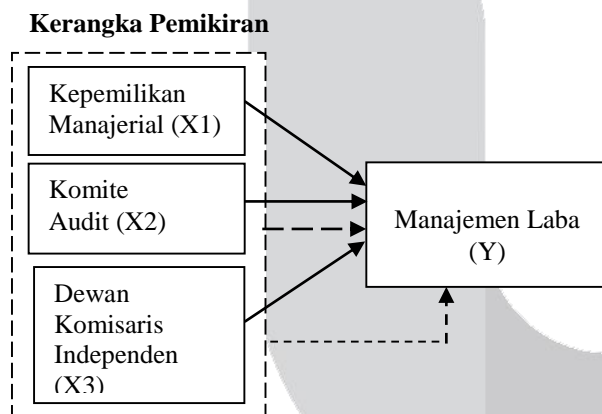 Kerangka Pemikiran
Kepemilikan
Manajerial (X1)
Komite
Audit (X2)
Dewan
Komisaris
Independen
(X3)
Manajemen Laba
(Y)